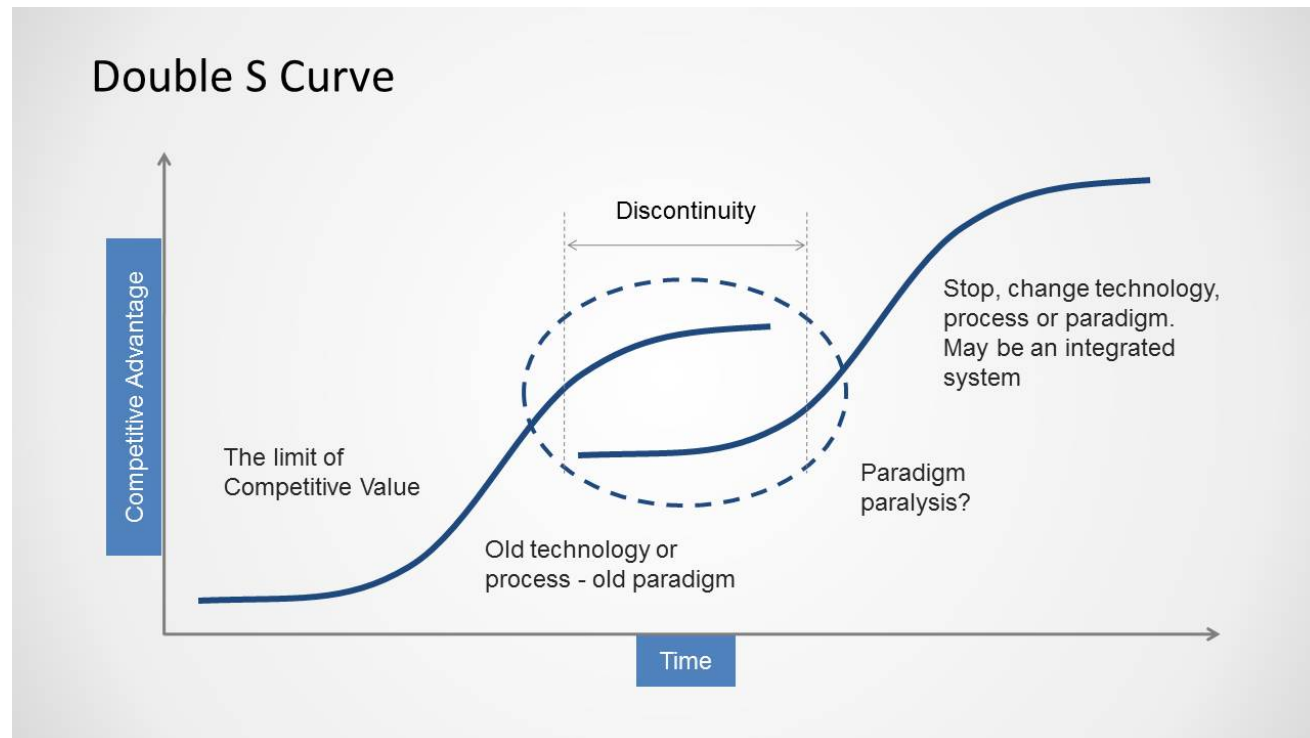 Double S Curve
Discontinuity
Competitive Advantage
Stop, change technology,
process or paradigm.
May be an integrated
system
The limit of
Competitive Value
Paradigm
paralysis?
Old technology or
process - old paradigm
Time